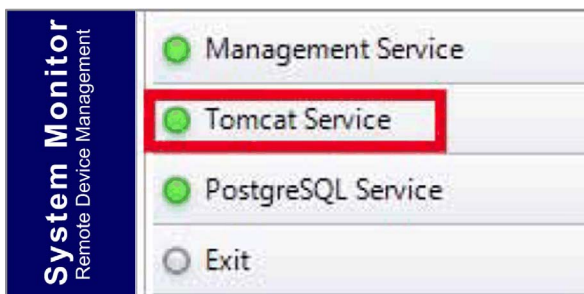 System Monitor
Remote Device Management
Management Service
Tomcat Service
PostgreSQL Service
Exit